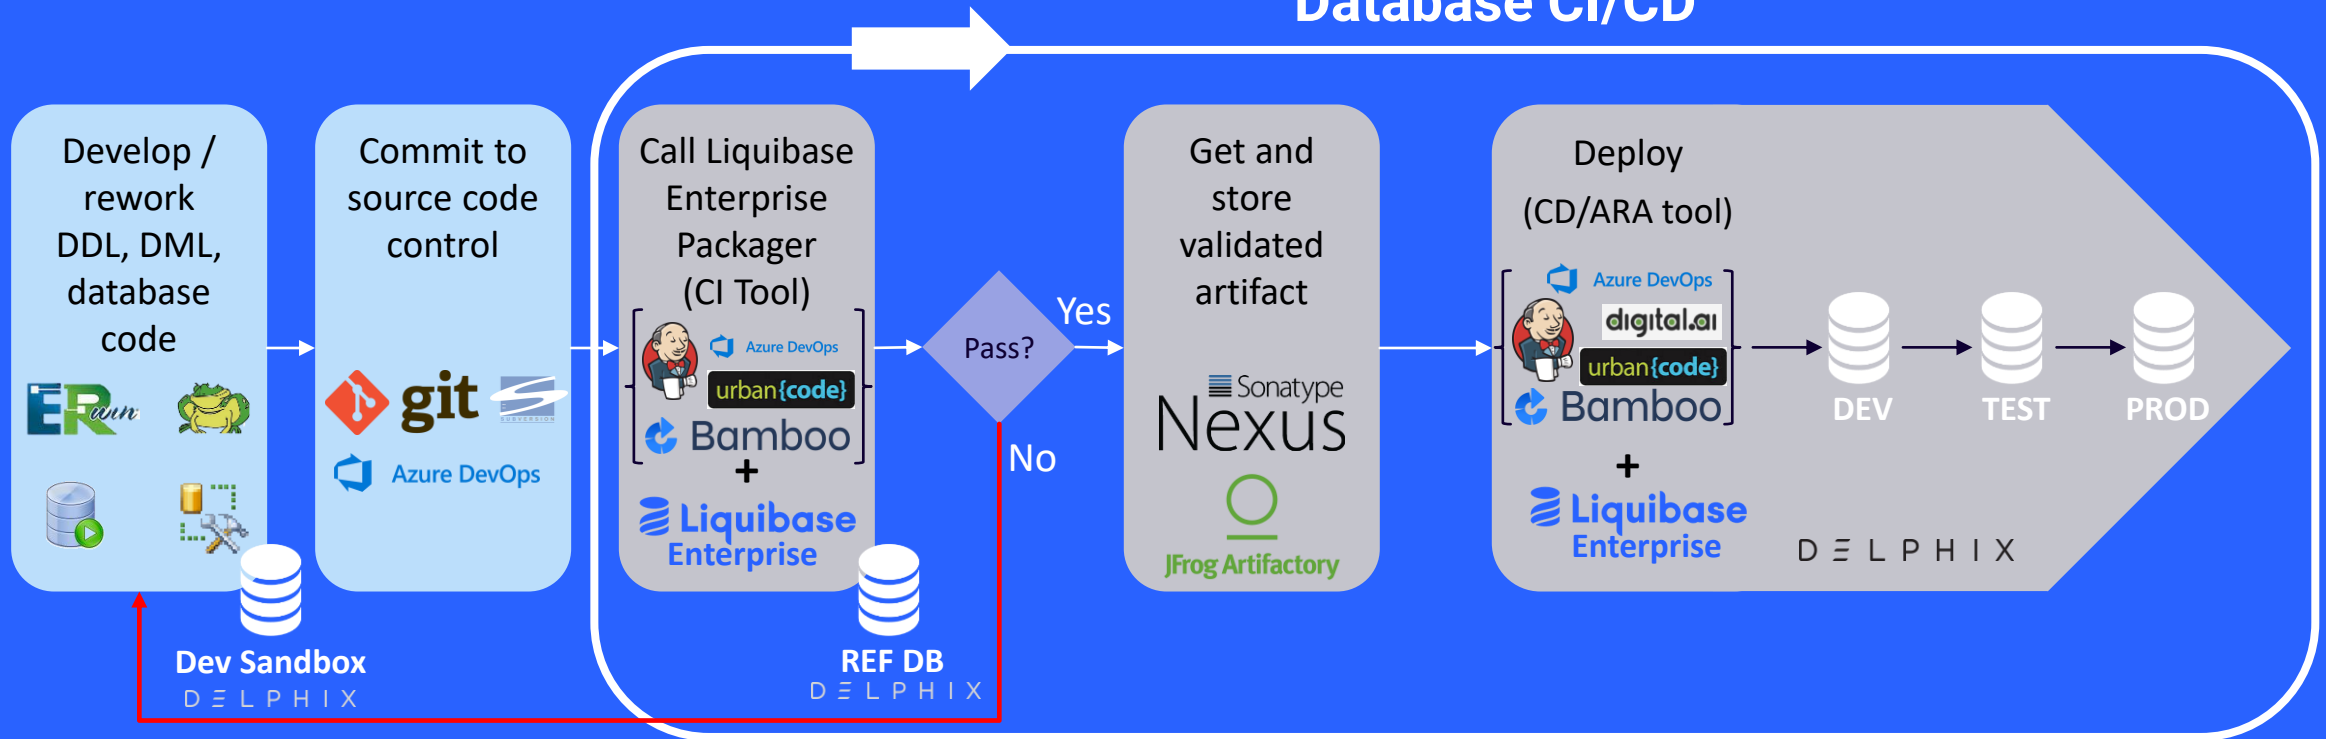 Database CI/CD
Develop /
rework
DDL, DML,
database
code
ERwin
Dev Sandbox
DELPHIX
Commit to
source code
control
git
SUBVERSION
Azure DevOps
Call Liquibase
Enterprise
Packager
(CI Tool)
Azure DevOps
urban{code}
Bamboo
+
Liquibase
Enterprise
REF DB
DELPHIX
Pass?
Yes
No
Get and
store
validated
artifact
Sonatype
Nexus
JFrog Artifactory
Deploy
(CD/ARA tool)
Azure DevOps
digital.ai
urban{code}
Bamboo
+
Liquibase
Enterprise
DELPHIX
DEV
TEST
PROD